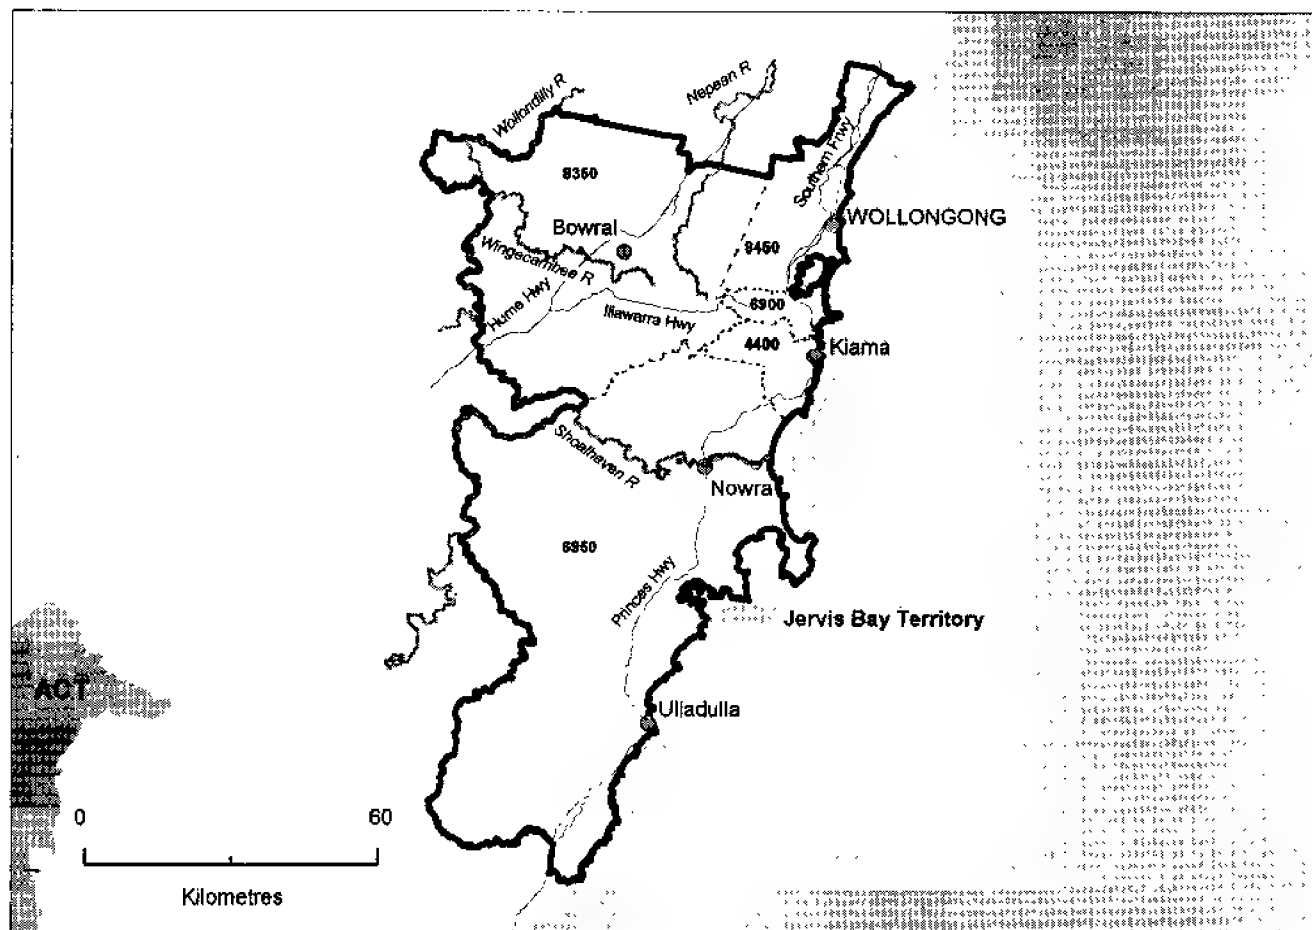 Wollondilly R
Nepean R
Southern Frwy
8350
WOLLONGONG
Bowral
8450
Wingecarribee R
Hume Hwy
Illawarra Hwy
6900
4400
Kiama
Shoalhaven R
Nowra
6950
Princes Hwy
Jervis Bay Territory
ACT
Ulladulla
0 60
Kilometres